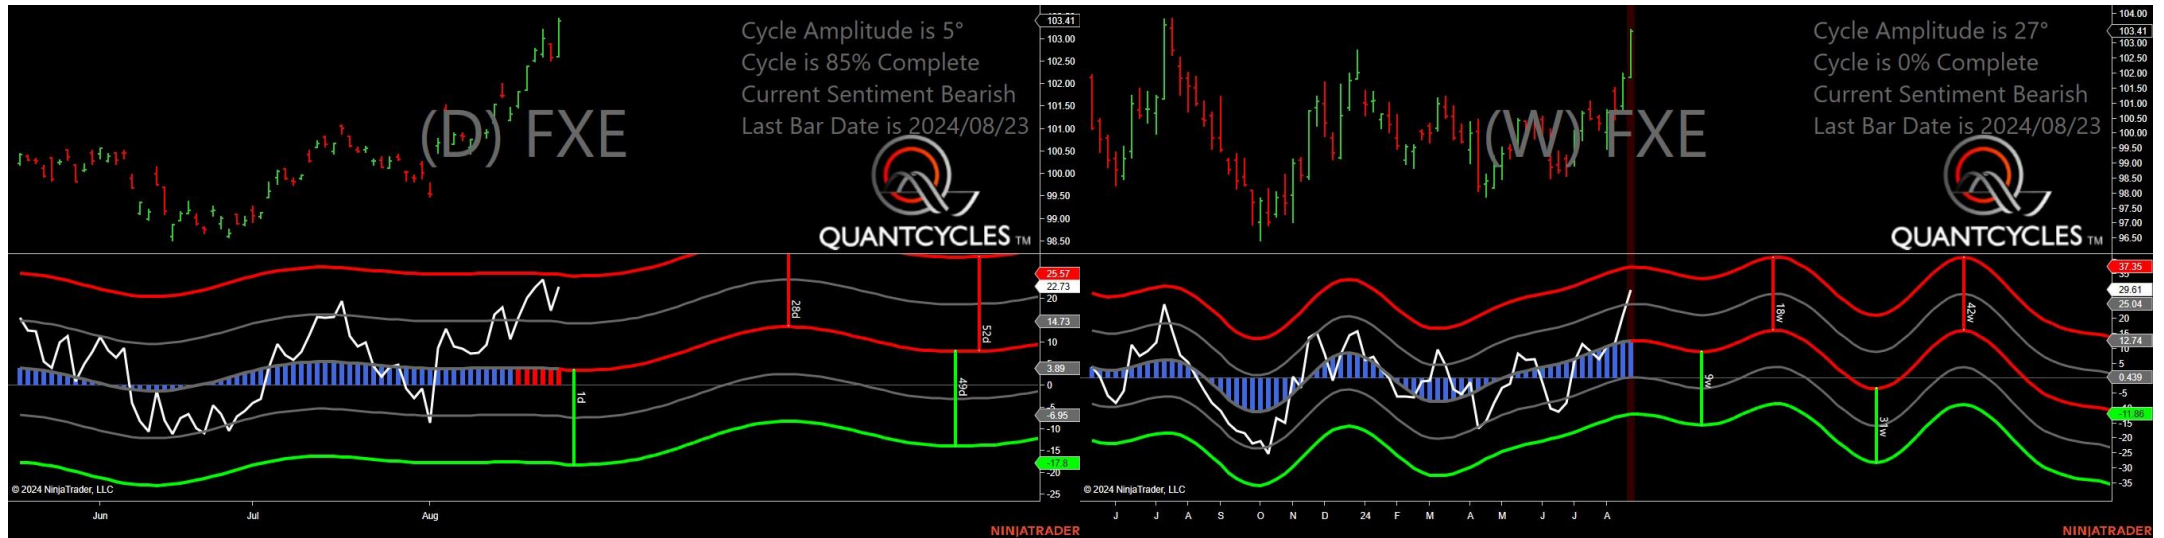 Cycle Amplitude is 5°
Cycle is 85% Complete
Current Sentiment Bearish
Last Bar Date is 2024/08/23
(D) FXE
QUANTCYCLES TM
103.41
103.00
102.50
102.00
101.50
101.00
100.50
100.00
99.50
99.00
98.50
25.57
22.73
20
14.73
10
3.89
0
-6.95
-10
-15
-17.8
-20
-25
28d
52d
1d
49d
© 2024 NinjaTrader, LLC
Jun Jul Aug
NINJATRADER
Cycle Amplitude is 27°
Cycle is 0% Complete
Current Sentiment Bearish
Last Bar Date is 2024/08/23
(W) FXE
QUANTCYCLES TM
104.00
103.41
103.00
102.50
102.00
101.50
101.00
100.50
100.00
99.50
99.00
98.50
98.00
97.50
97.00
96.50
37.35
29.61
25.04
20
15
12.74
10
5
0.439
-5
-11.86
-15
-20
-25
-30
-35
18w
42w
9w
31w
© 2024 NinjaTrader, LLC
J J A S O N D 24 F M A M J J A
NINJATRADER